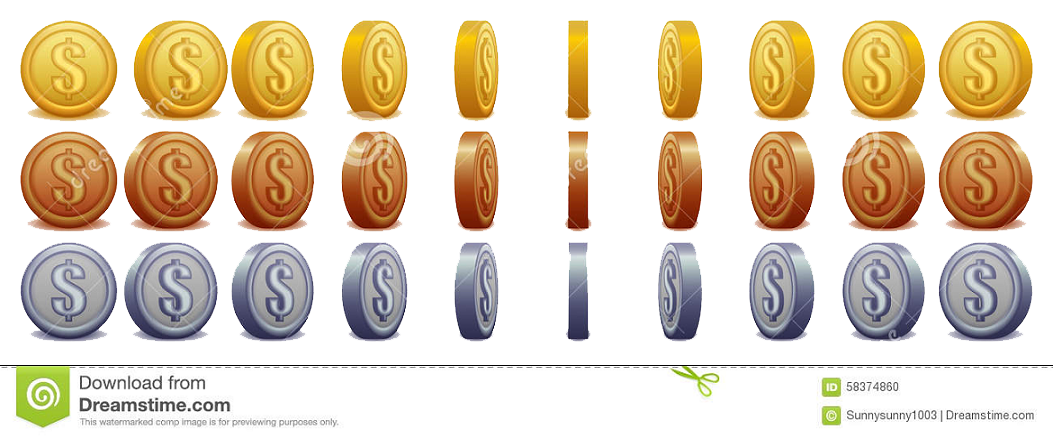 $ $ $ $ $ $ $ $ $
$ $ $ $ $ $ $ $ $
$ $ $ $ $ $ $ $ $
Download from
Dreamstime.com
This watermarked comp image is for previewing purposes only.
ID 58374860
© Sunnysunny1003 | Dreamstime.com